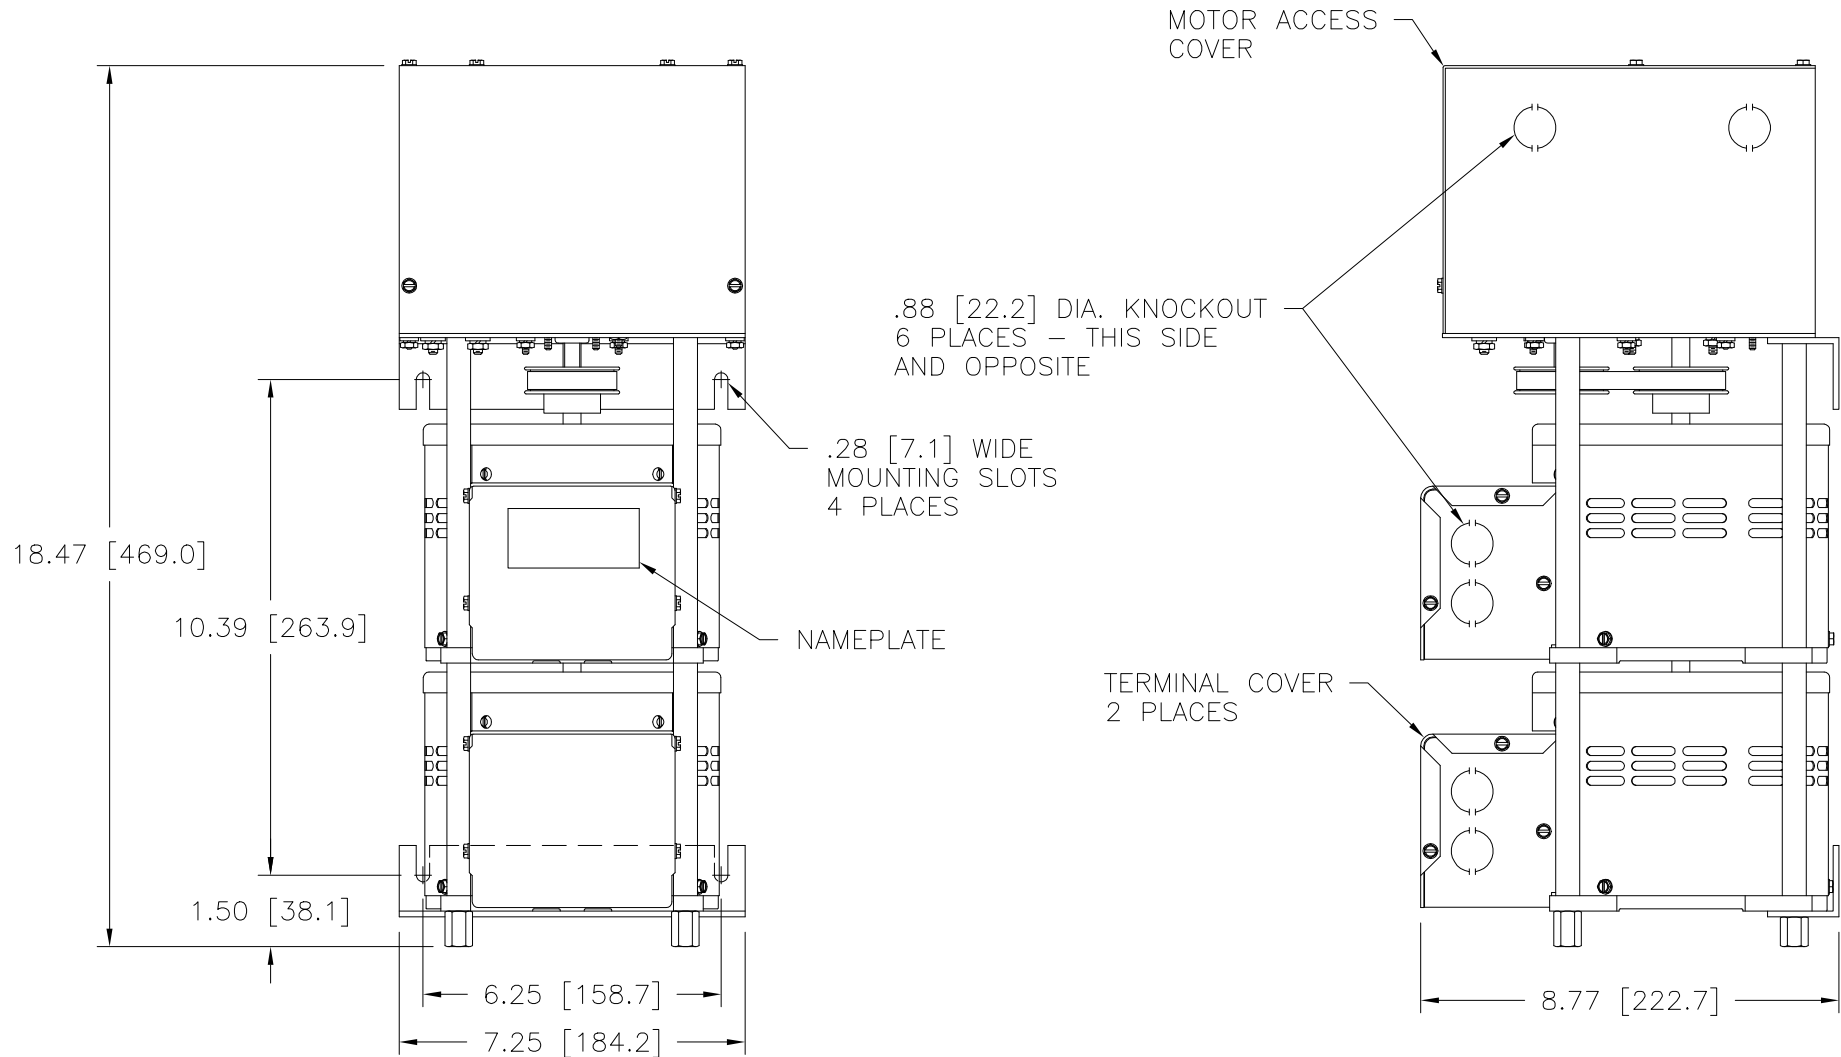 MOTOR ACCESS
COVER
.88 [22.2] DIA. KNOCKOUT
6 PLACES – THIS SIDE
AND OPPOSITE
.28 [7.1] WIDE
MOUNTING SLOTS
4 PLACES
18.47 [469.0]
10.39 [263.9]
NAMEPLATE
TERMINAL COVER
2 PLACES
1.50 [38.1]
6.25 [158.7]
8.77 [222.7]
7.25 [184.2]